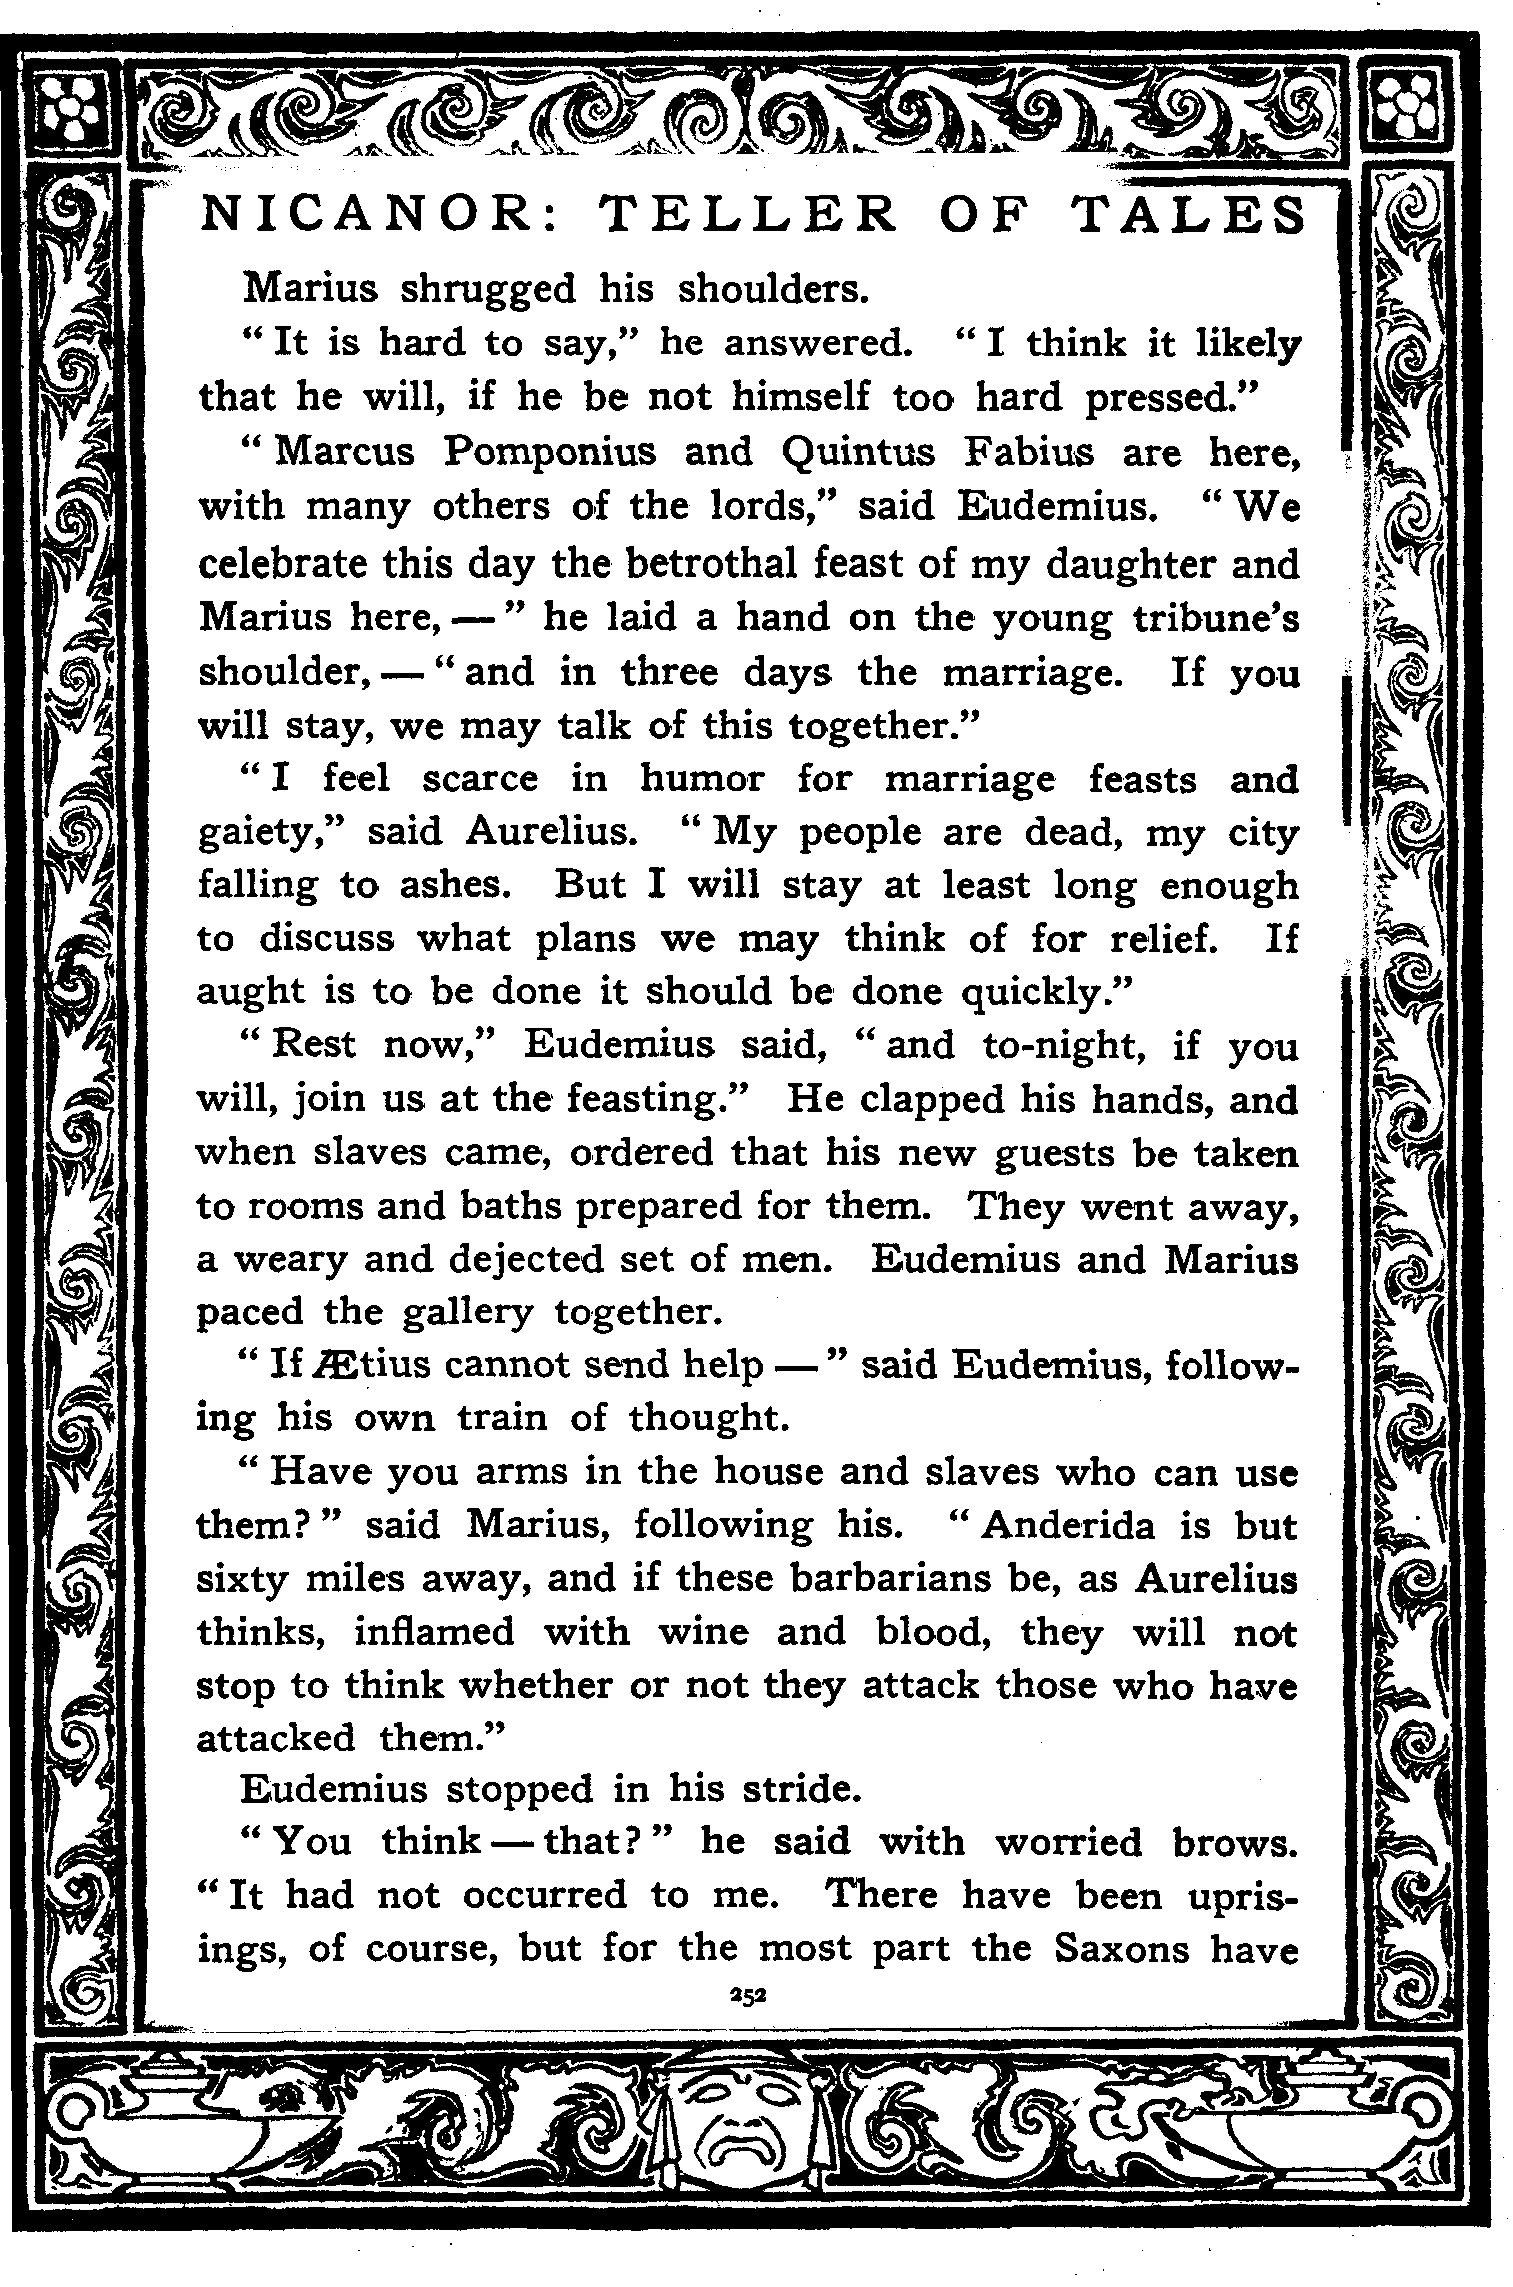 NICANOR: TELLER OF TALES
Marius shrugged his shoulders.
“ It is hard to say,” he answered. “ I think it likely
that he will, if he be not himself too hard pressed.”
“ Marcus Pomponius and Quintus Fabius are here,
with many others of the lords,” said Eudemius. “ We
celebrate this day the betrothal feast of my daughter and
Marius here, — ” he laid a hand on the young tribune’s
shoulder, — “ and in three days the marriage. If you
will stay, we may talk of this together.”
“ I feel scarce in humor for marriage feasts and
gaiety,” said Aurelius. “ My people are dead, my city
falling to ashes. But I will stay at least long enough
to discuss what plans we may think of for relief. If
aught is to be done it should be done quickly.”
“ Rest now,” Eudemius said, “ and to-night, if you
will, join us at the feasting.” He clapped his hands, and
when slaves came, ordered that his new guests be taken
to rooms and baths prepared for them. They went away,
a weary and dejected set of men. Eudemius and Marius
paced the gallery together.
“ If Ætius cannot send help — ” said Eudemius, follow-
ing his own train of thought.
“ Have you arms in the house and slaves who can use
them? ” said Marius, following his. “ Anderida is but
sixty miles away, and if these barbarians be, as Aurelius
thinks, inflamed with wine and blood, they will not
stop to think whether or not they attack those who have
attacked them.”
Eudemius stopped in his stride.
“ You think — that? ” he said with worried brows.
“ It had not occurred to me. There have been upris-
ings, of course, but for the most part the Saxons have
252